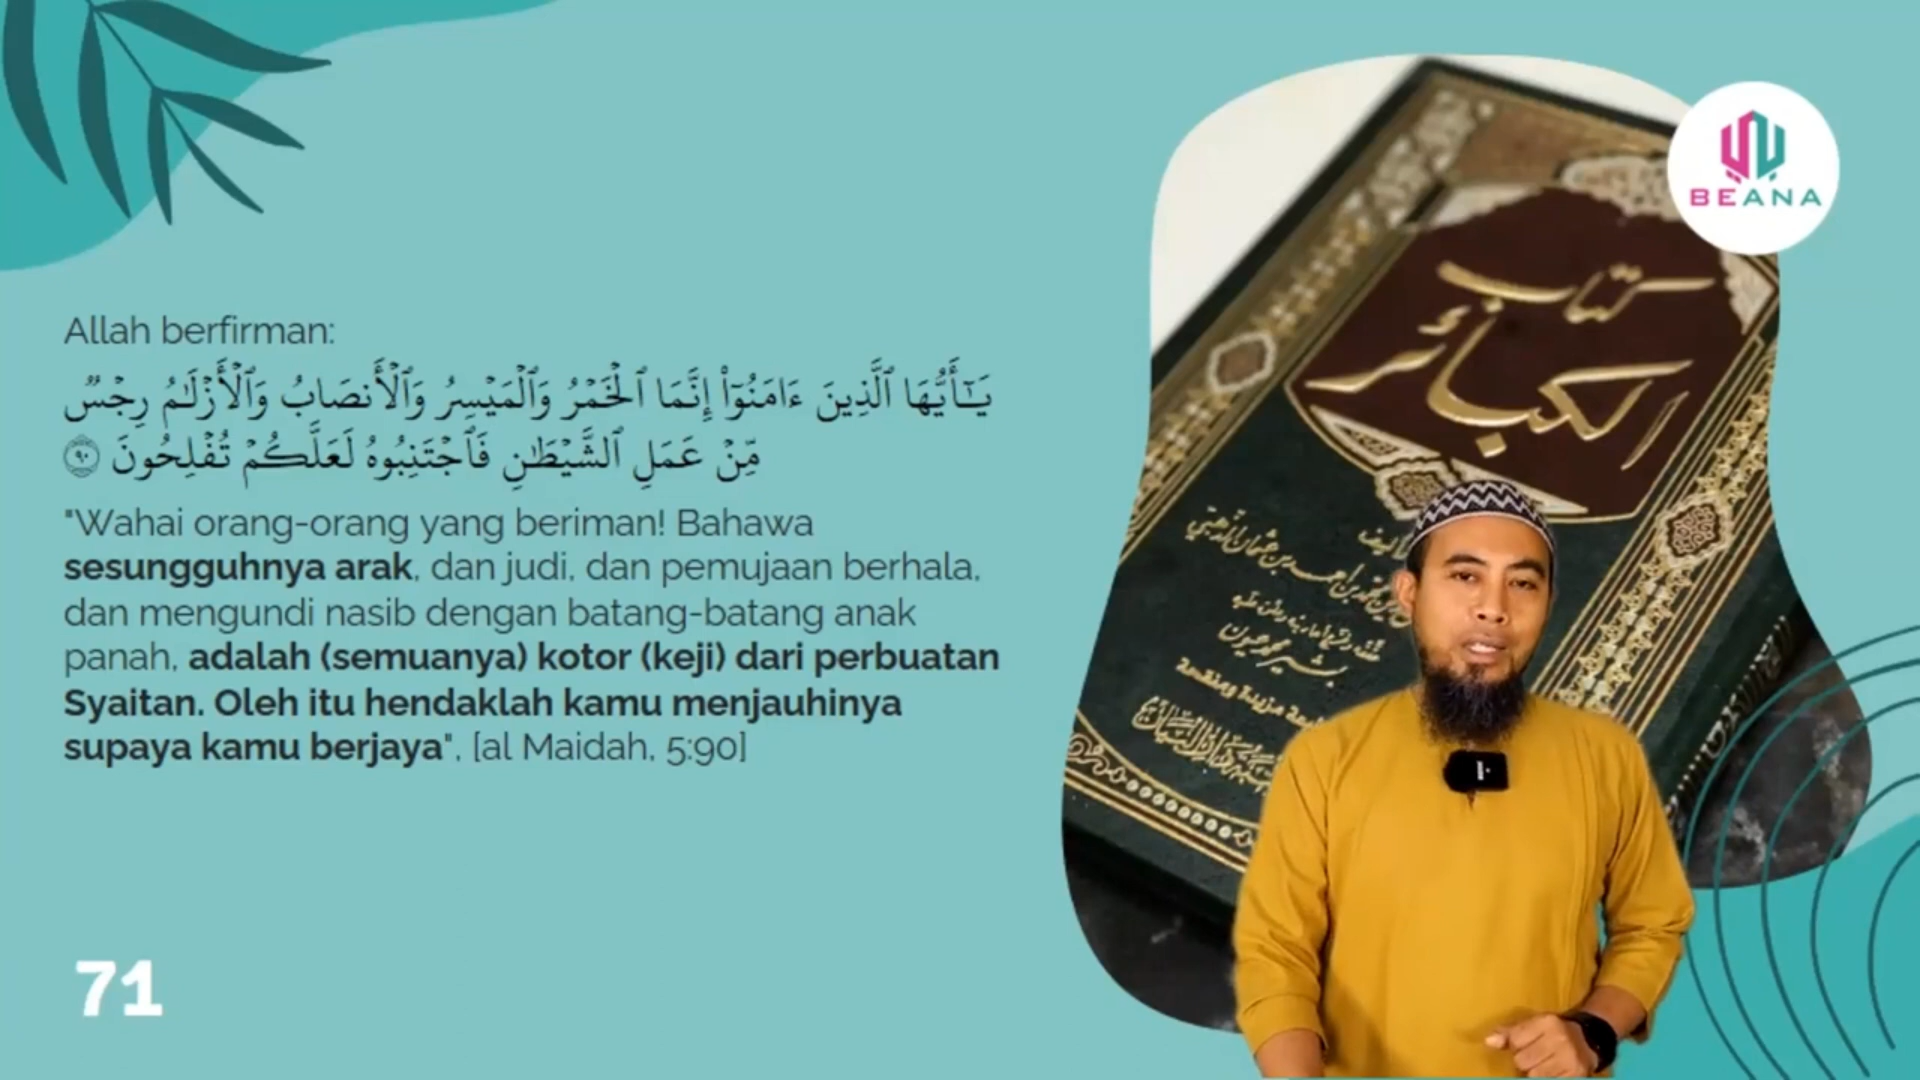 Allah berfirman:
يَـٰٓأَيُّهَا ٱلَّذِينَ ءَامَنُوٓا۟ إِنَّمَا ٱلْخَمْرُ وَٱلْمَيْسِرُ وَٱلْأَنصَابُ وَٱلْأَزْلَـٰمُ رِجْسٌ
مِّنْ عَمَلِ ٱلشَّيْطَـٰنِ فَٱجْتَنِبُوهُ لَعَلَّكُمْ تُفْلِحُونَ ٩٠
"Wahai orang-orang yang beriman! Bahawa
sesungguhnya arak, dan judi, dan pemujaan berhala,
dan mengundi nasib dengan batang-batang anak
panah, adalah (semuanya) kotor (keji) dari perbuatan
Syaitan. Oleh itu hendaklah kamu menjauhinya
supaya kamu berjaya", [al Maidah, 5:90]
71
BEANA
كتاب
الكبائر